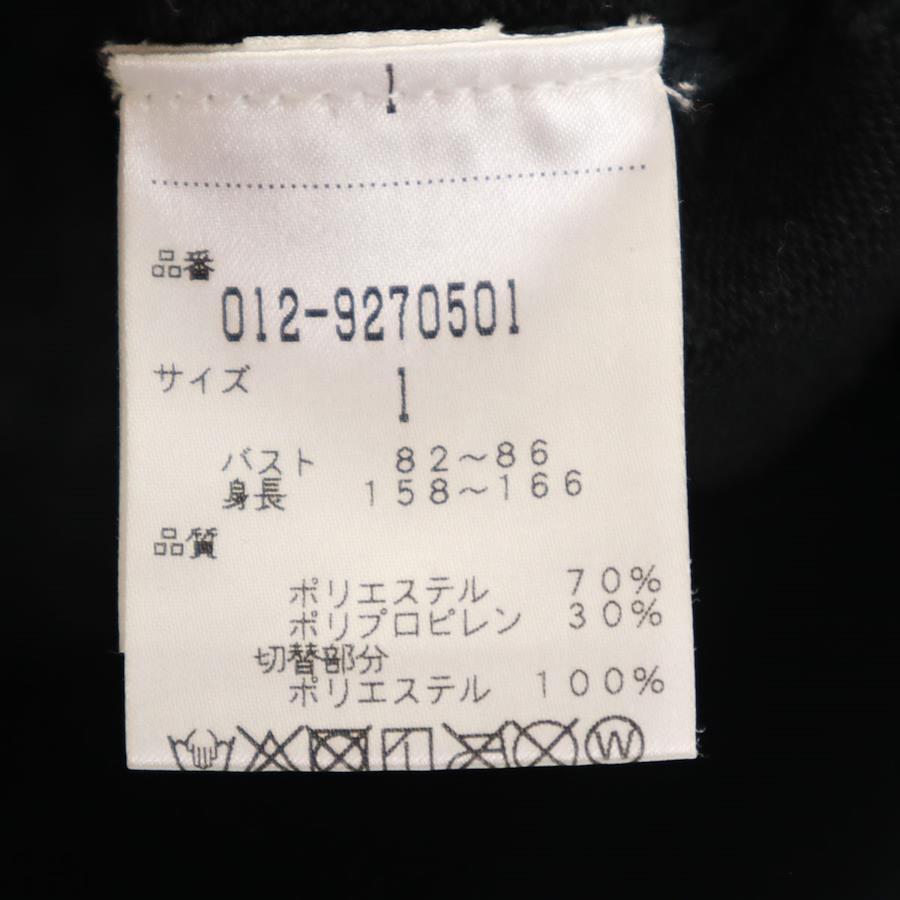 1
品番
012-9270501
サイズ
1
バスト 82～86
身長 158～166
品質
ポリエステル 70%
ポリプロピレン 30%
切替部分
ポリエステル 100%
W